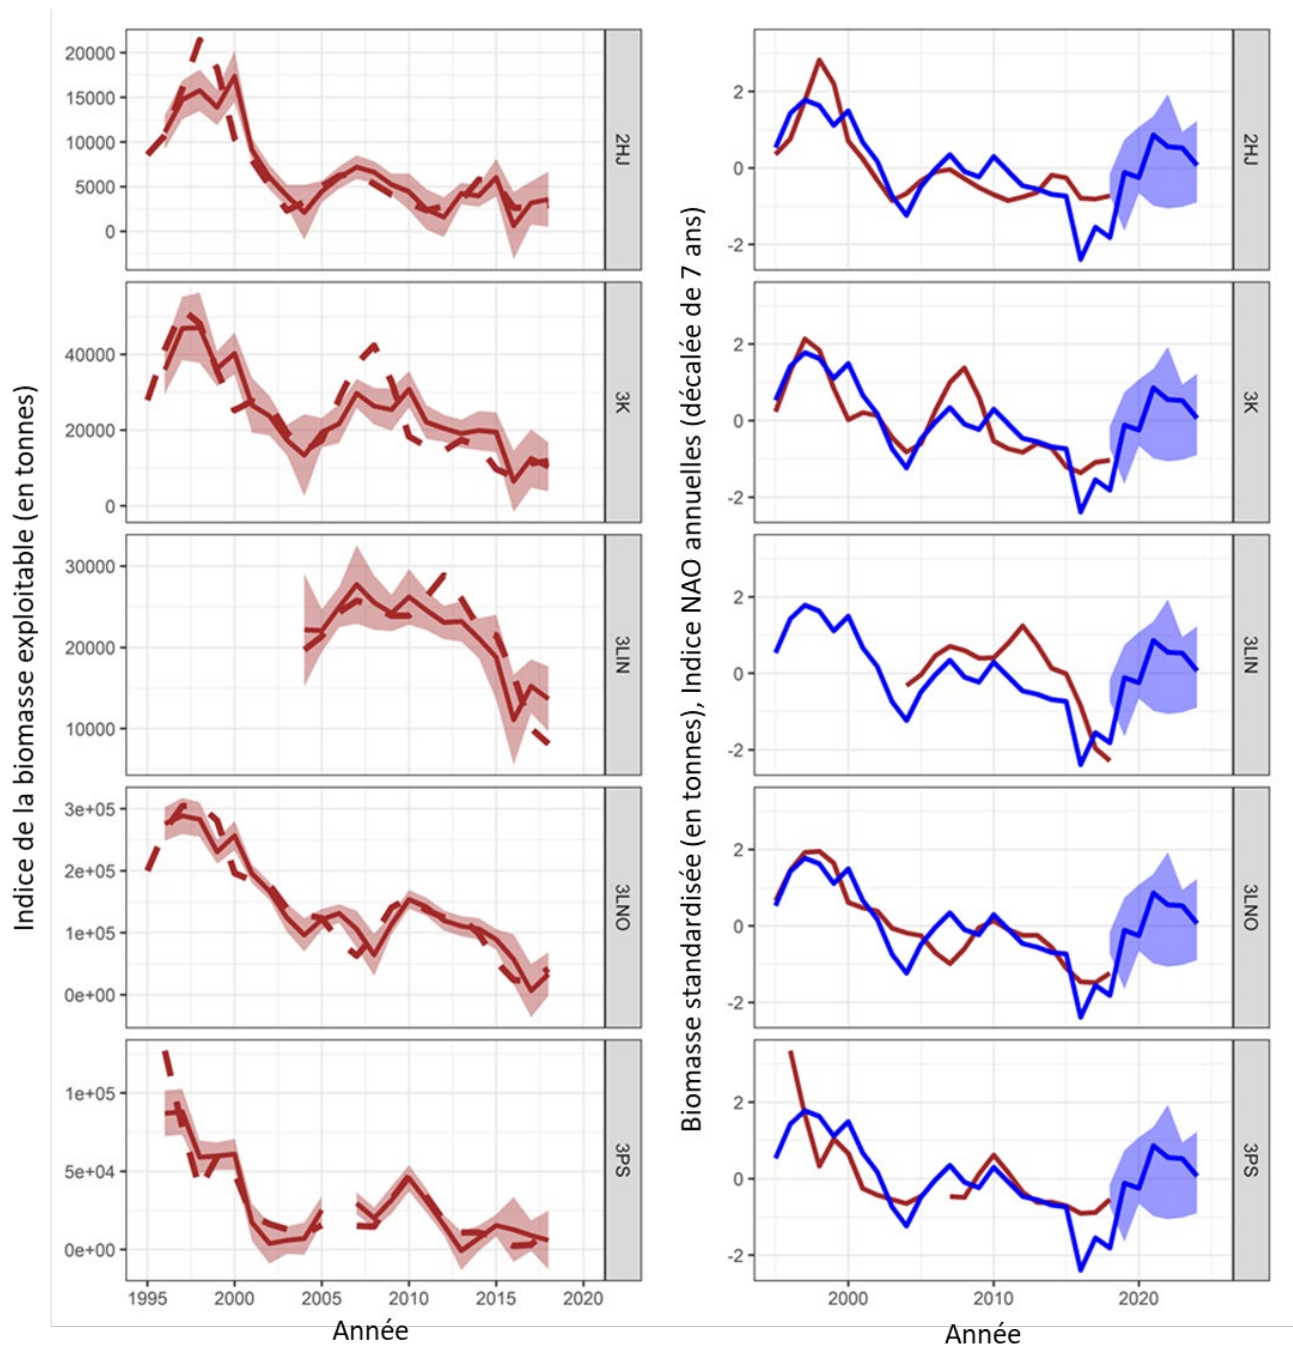 Indice de la biomasse exploitable (en tonnes)
20000
15000
10000
5000
0
2HJ
40000
20000
0
3K
30000
20000
10000
3LIN
3e+05
2e+05
1e+05
0e+00
3LNO
1e+05
5e+04
0e+00
3PS
1995
2000
2005
2010
2015
2020
Année
Biomasse standardisée (en tonnes), Indice NAO annuelles (décalée de 7 ans)
2
0
-2
2HJ
2
0
-2
3K
2
0
-2
3LIN
2
0
-2
3LNO
2
0
-2
3PS
2000
2010
2020
Année